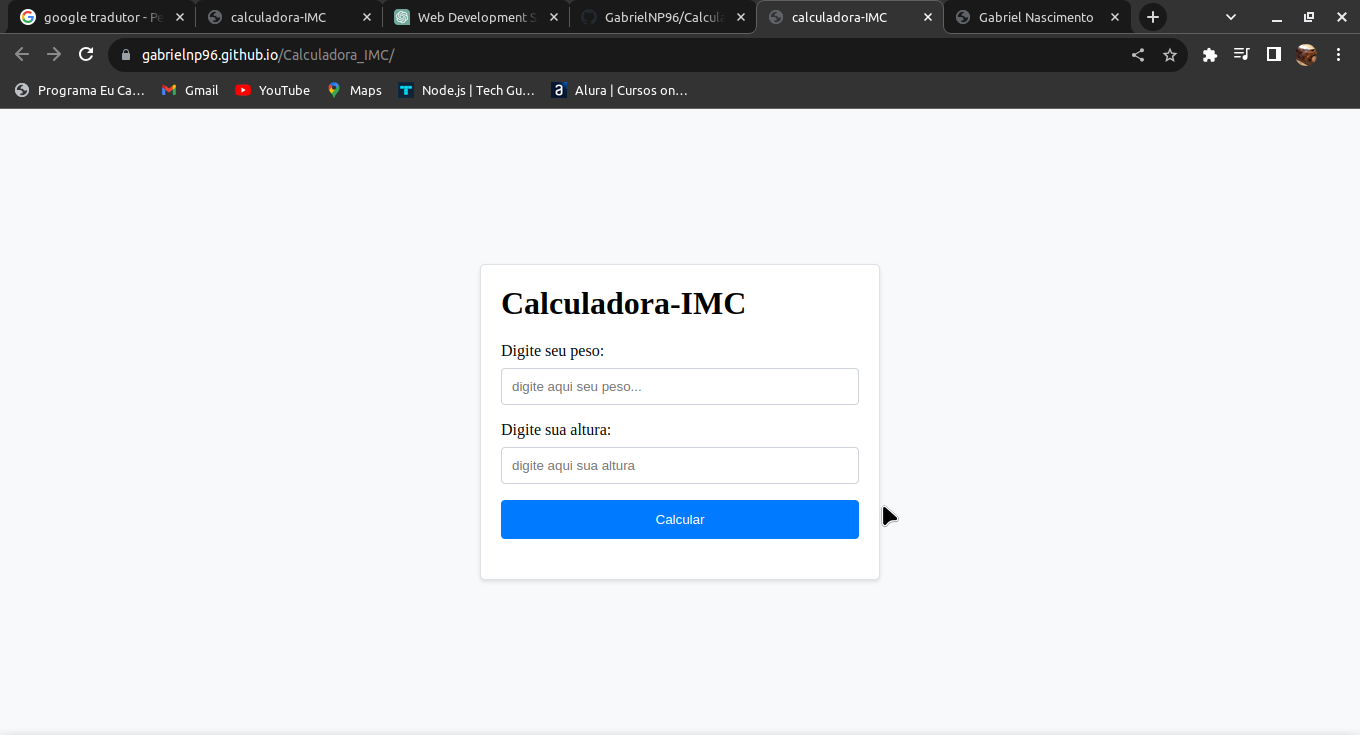 google tradutor - Pe
calculadora-IMC
Web Development S
GabrielNP96/Calcula
calculadora-IMC
Gabriel Nascimento
gabrielnp96.github.io/Calculadora_IMC/
Programa Eu Ca...
Gmail
YouTube
Maps
Node.js | Tech Gu...
Alura | Cursos on...
Calculadora-IMC
Digite seu peso:
digite aqui seu peso...
Digite sua altura:
digite aqui sua altura
Calcular